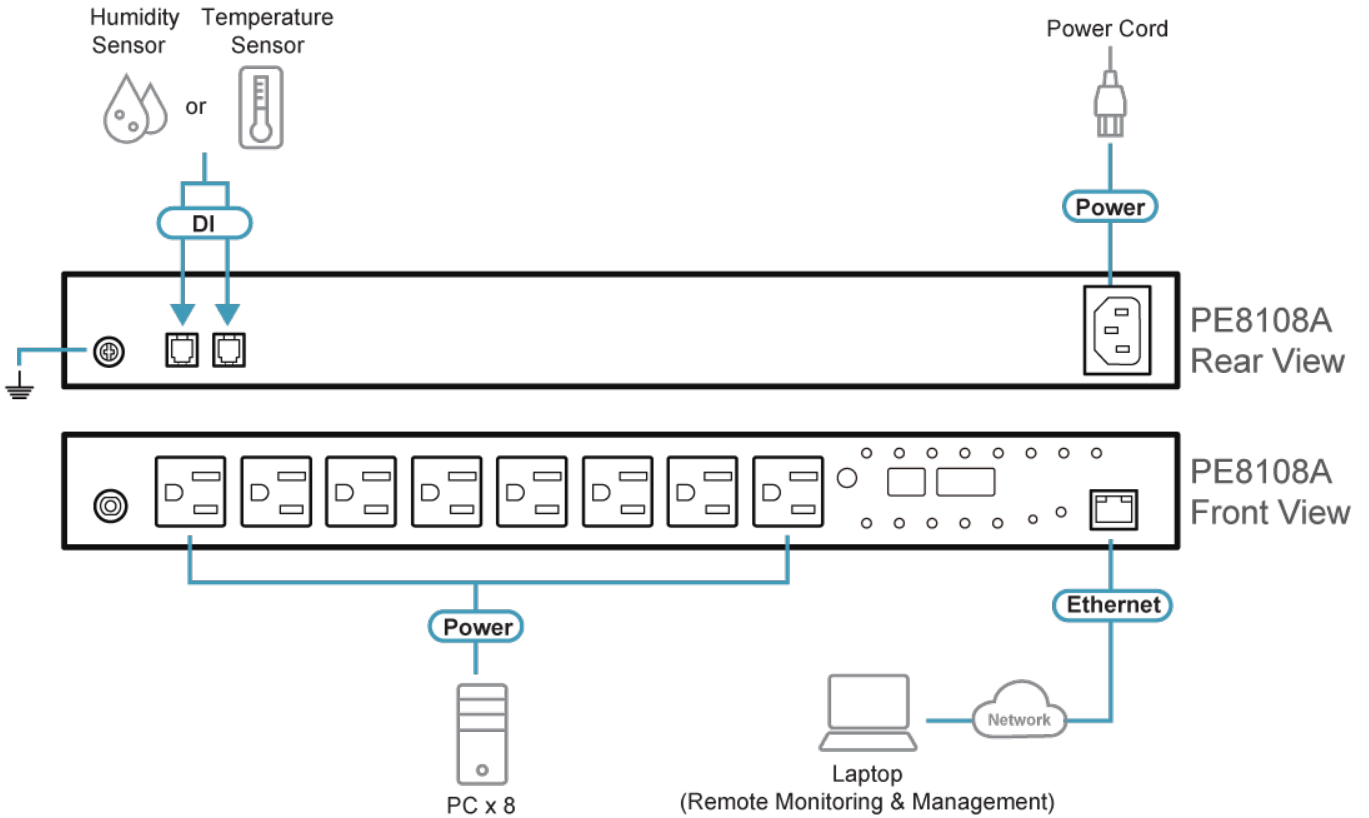 Humidity
Sensor
Temperature
Sensor
or
Power Cord
DI
Power
PE8108A
Rear View
PE8108A
Front View
Power
Ethernet
Network
PC x 8
Laptop
(Remote Monitoring & Management)